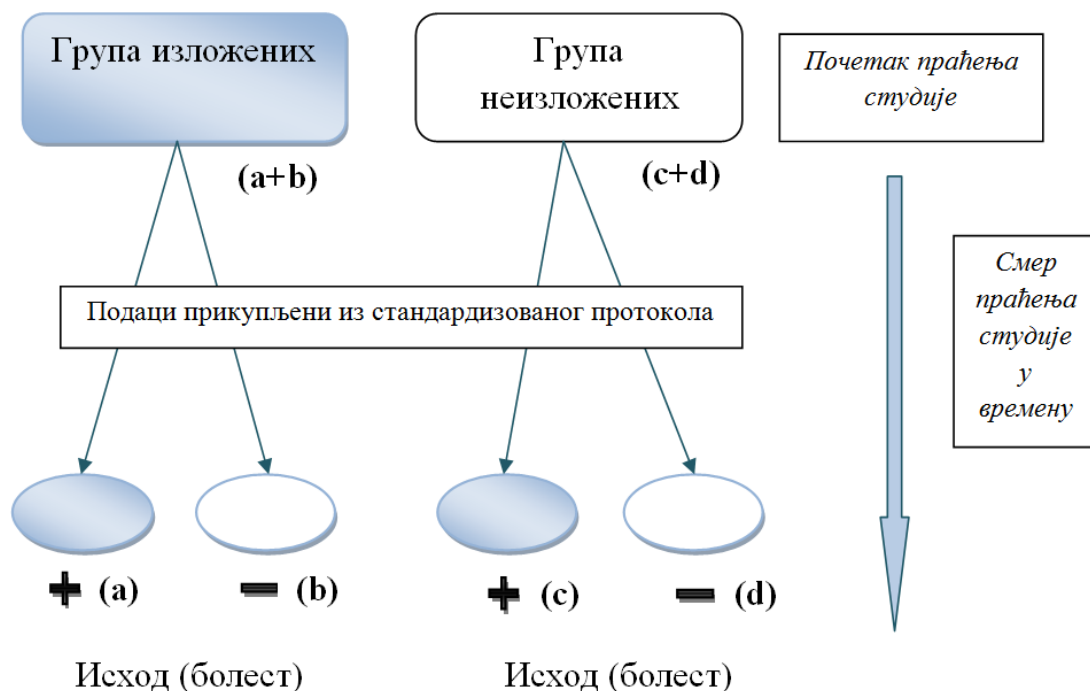 Група изложених
Група
неизложених
Почетак праћења
студије
(a+b)
(c+d)
Смер
праћења
студије
у
времену
Подаци прикупљени из стандардизованог протокола
+ (a)
− (b)
+ (c)
− (d)
Исход (болест)
Исход (болест)